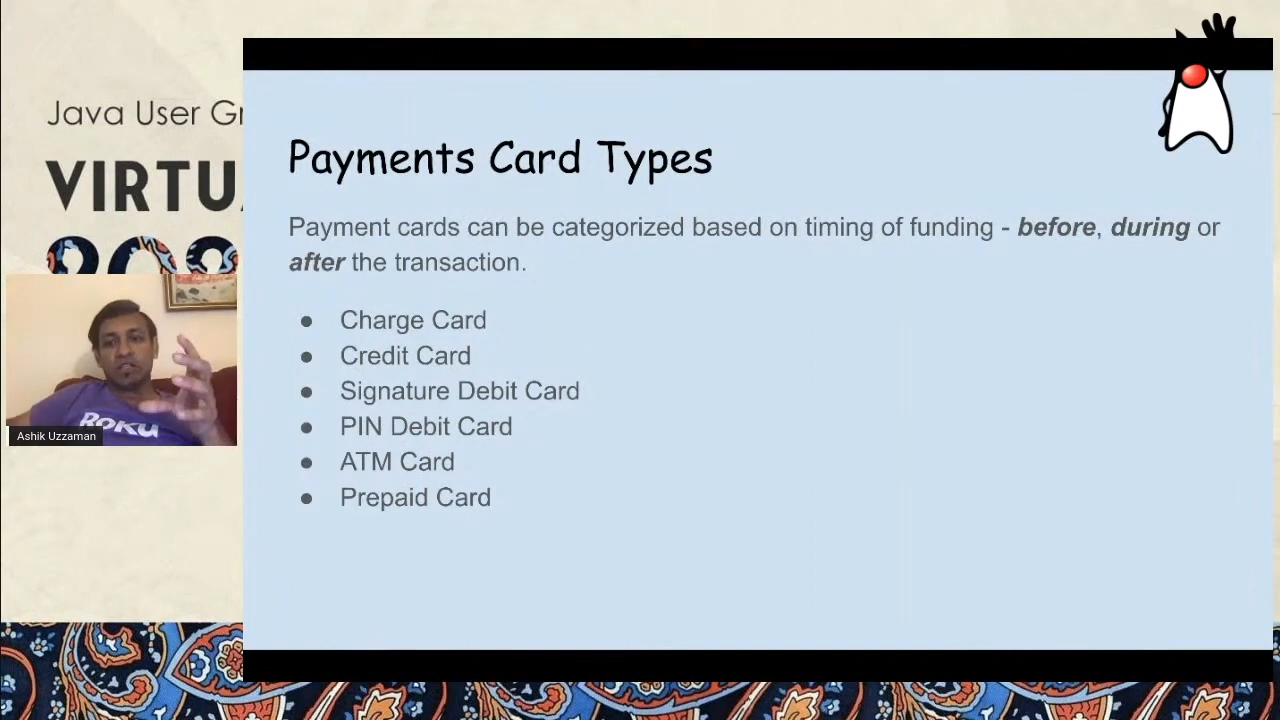 Java User Gr
VIRTU
202
Payments Card Types
Payment cards can be categorized based on timing of funding - before, during or
after the transaction.
● Charge Card
● Credit Card
● Signature Debit Card
● PIN Debit Card
● ATM Card
● Prepaid Card
ROKU
Ashik Uzzaman